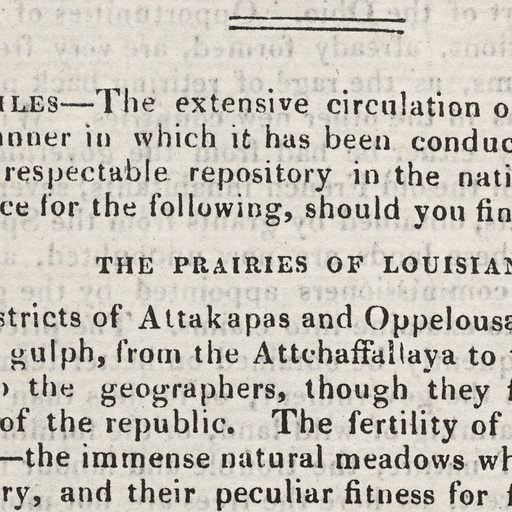 ILES—The extensive circulation o
nner in which it has been conduc
respectable repository in the nati
ce for the following, should you fin
THE PRAIRIES OF LOUISIAN
stricts of Attakapas and Oppelousa
gulph, from the Attchaffallaya to
the geographers, though they f
of the republic. The fertility of
—the immense natural meadows wh
ry, and their peculiar fitness for f